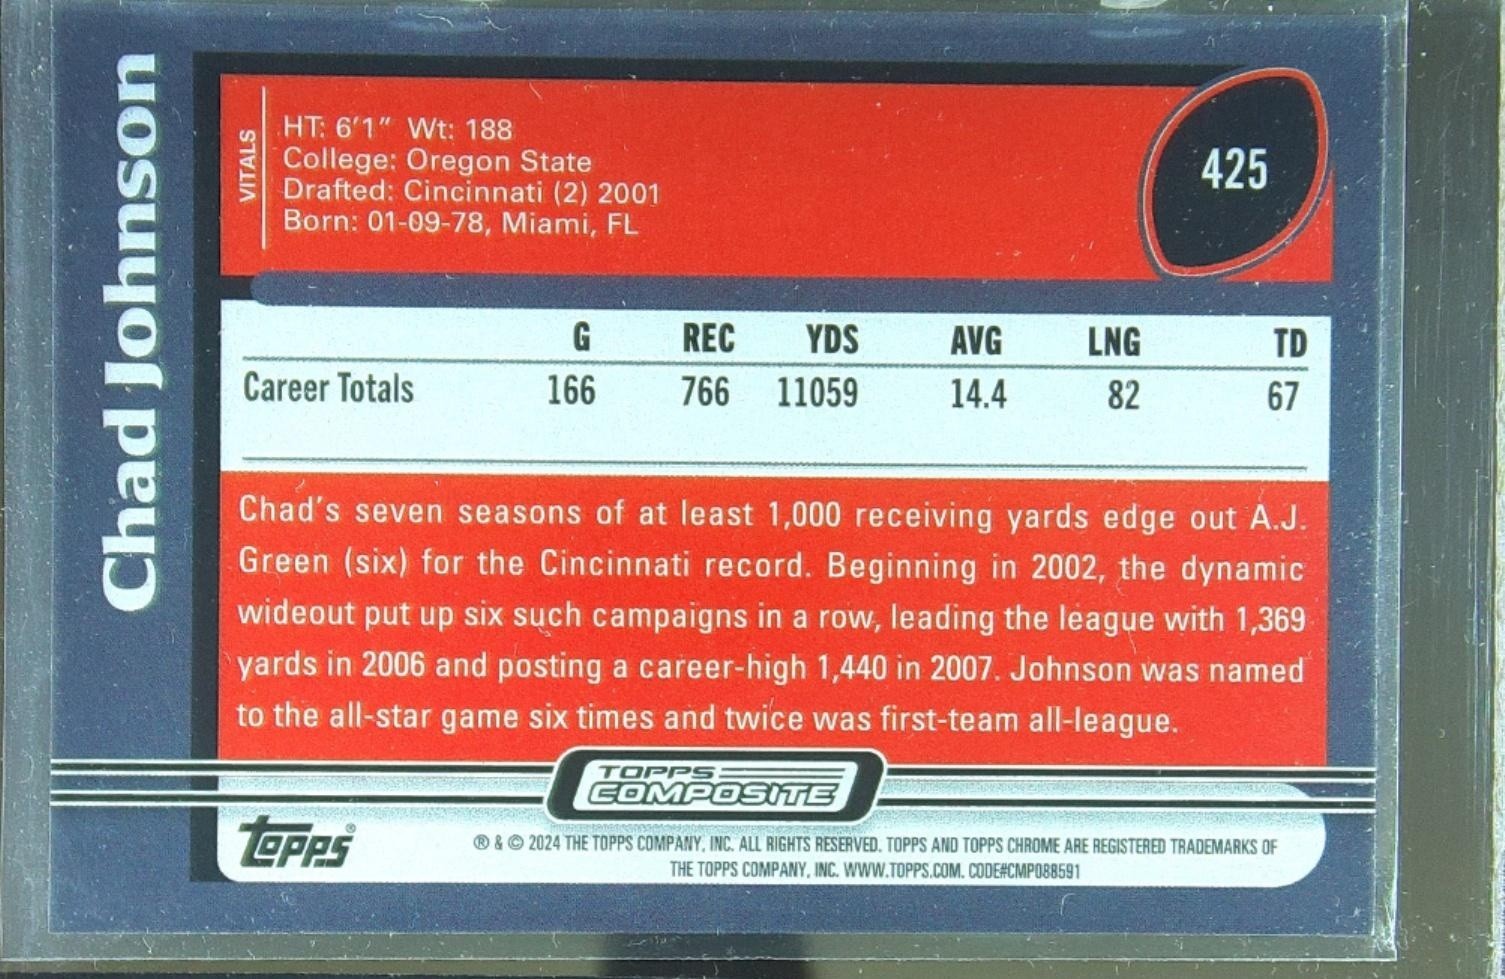 Chad Johnson
VITALS
HT: 6'1" Wt: 188
College: Oregon State
Drafted: Cincinnati (2) 2001
Born: 01-09-78, Miami, FL
425
G REC YDS AVG LNG TD
Career Totals 166 766 11059 14.4 82 67
Chad's seven seasons of at least 1,000 receiving yards edge out A.J.
Green (six) for the Cincinnati record. Beginning in 2002, the dynamic
wideout put up six such campaigns in a row, leading the league with 1,369
yards in 2006 and posting a career-high 1,440 in 2007. Johnson was named
to the all-star game six times and twice was first-team all-league.
TOPPS
COMPOSITE
topps®
® & © 2024 THE TOPPS COMPANY, INC. ALL RIGHTS RESERVED. TOPPS AND TOPPS CHROME ARE REGISTERED TRADEMARKS OF
THE TOPPS COMPANY, INC. WWW.TOPPS.COM. CODE#CMP088591